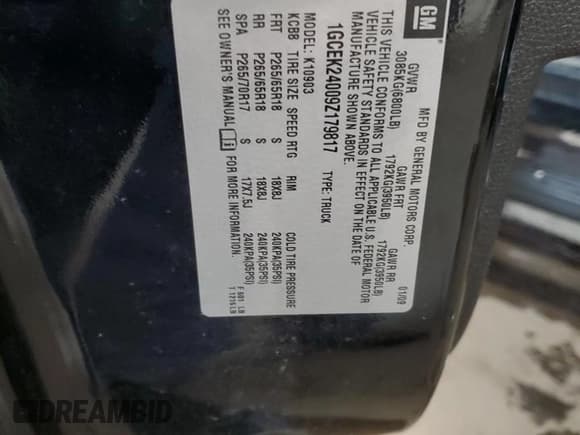 GM
MFD BY GENERAL MOTORS CORP. 01/09
GVWR GAWR FRT GAWR RR
3085KG(6800LB) 1792KG(3950LB) 1792KG(3950LB)
THIS VEHICLE CONFORMS TO ALL APPLICABLE U.S. FEDERAL MOTOR
VEHICLE SAFETY STANDARDS IN EFFECT ON THE DATE OF
MANUFACTURE SHOWN ABOVE.
1GCEK24009Z179817 TYPE: TRUCK
MODEL: K10903
KCBB TIRE SIZE SPEED RTG RIM COLD TIRE PRESSURE
FRT P265/65R18 S 18X8J 240KPA(35PSI)
RR P265/65R18 S 18X8J 240KPA(35PSI)
SPA P265/70R17 S 17X7.5J 240KPA(35PSI)
SEE OWNER'S MANUAL i FOR MORE INFORMATION.
F 601 LB
T 1215 LB
DREAMBID